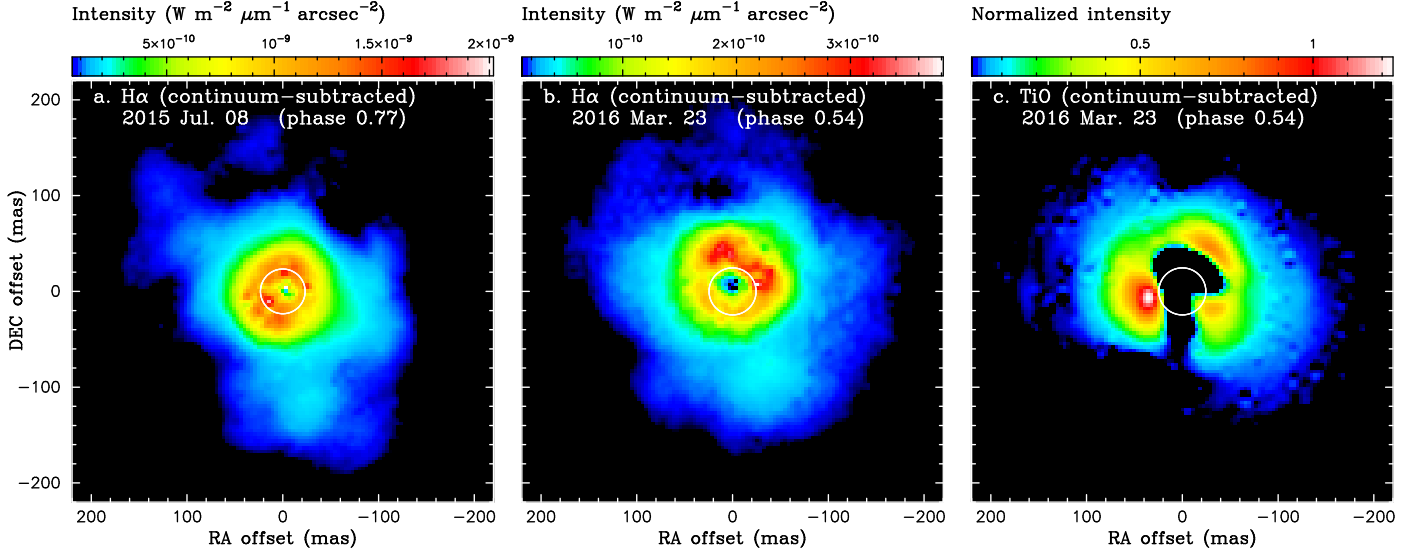 Intensity (W m⁻² μm⁻¹ arcsec⁻²)
5×10⁻¹⁰ 10⁻⁹ 1.5×10⁻⁹ 2×10⁻⁹
a. Hα (continuum−subtracted)
2015 Jul. 08 (phase 0.77)
200
100
0
−100
−200
DEC offset (mas)
200 100 0 −100 −200
RA offset (mas)
Intensity (W m⁻² μm⁻¹ arcsec⁻²)
10⁻¹⁰ 2×10⁻¹⁰ 3×10⁻¹⁰
b. Hα (continuum−subtracted)
2016 Mar. 23 (phase 0.54)
200 100 0 −100 −200
RA offset (mas)
Normalized intensity
0.5 1
c. TiO (continuum−subtracted)
2016 Mar. 23 (phase 0.54)
200 100 0 −100 −200
RA offset (mas)